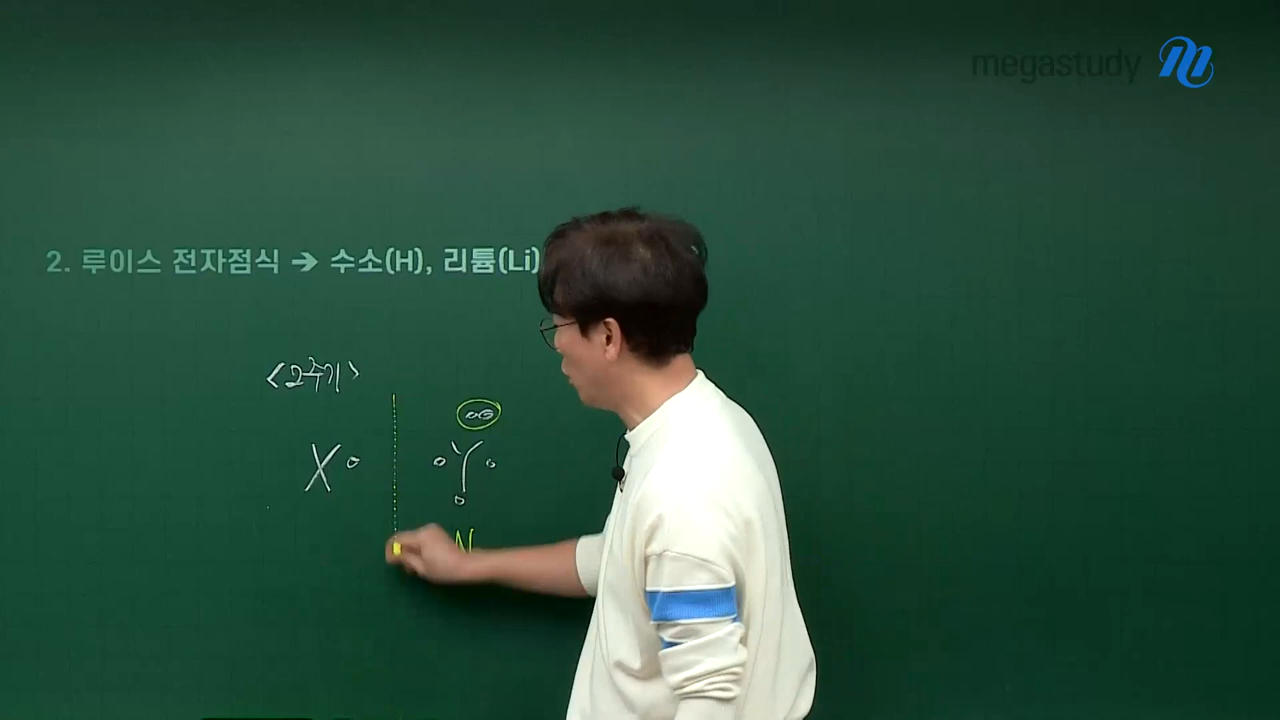 megastudy
2. 루이스 전자점식 ➔ 수소(H), 리튬(Li)
<2주기>
X
Y
N